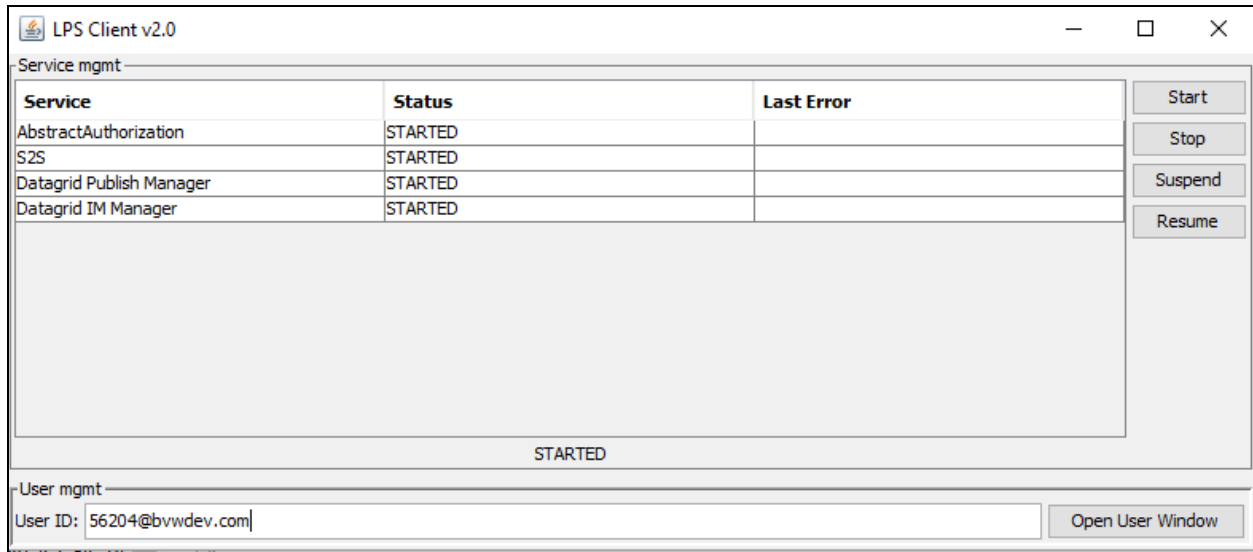 LPS Client v2.0
Service mgmt
Service Status Last Error
AbstractAuthorization STARTED
S2S STARTED
Datagrid Publish Manager STARTED
Datagrid IM Manager STARTED
Start
Stop
Suspend
Resume
STARTED
User mgmt
User ID: 56204@bvwdev.com Open User Window